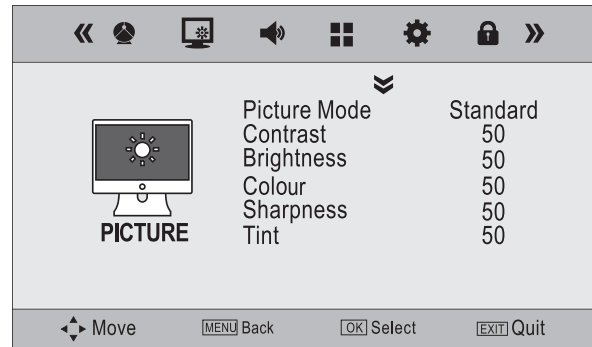 Picture Mode Standard
Contrast 50
Brightness 50
Colour 50
Sharpness 50
Tint 50
PICTURE
Move MENU Back OK Select EXIT Quit